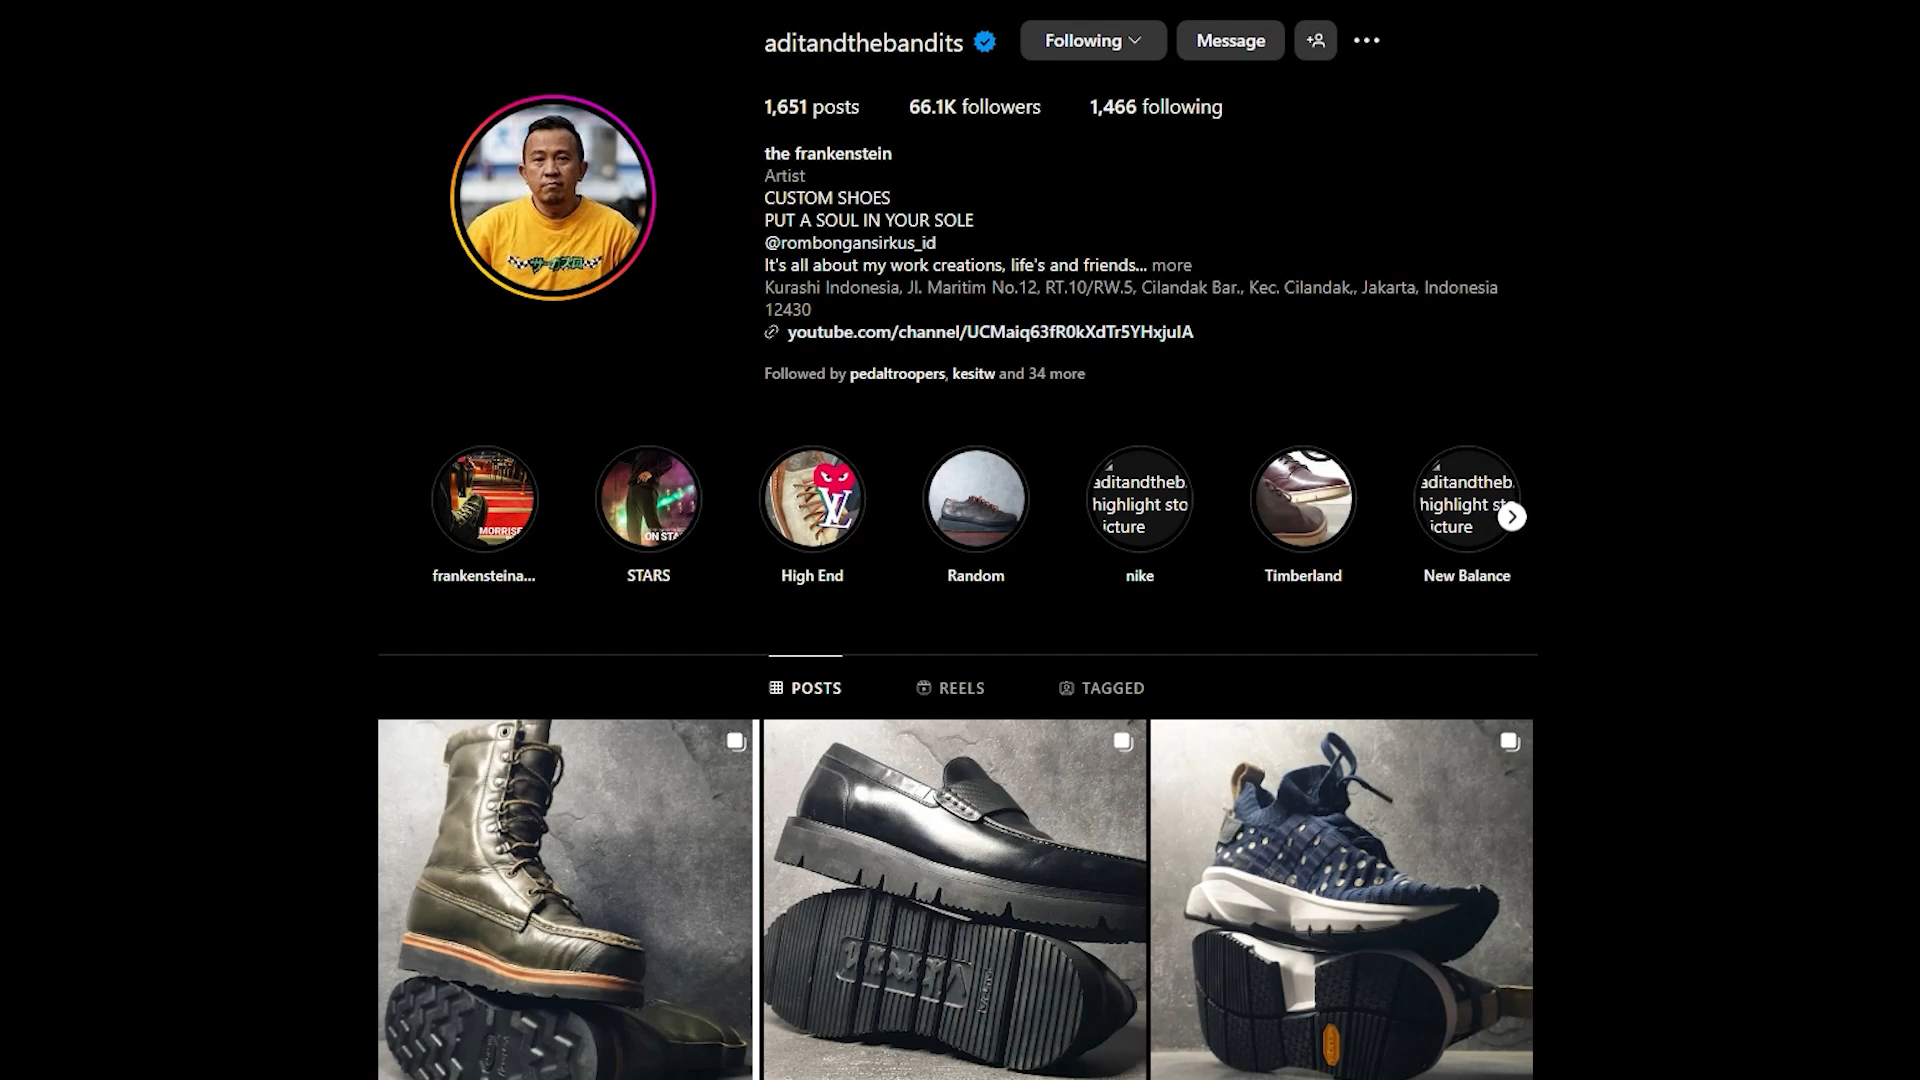 aditandthebandits
Following
Message
1,651 posts
66.1K followers
1,466 following
the frankenstein
Artist
CUSTOM SHOES
PUT A SOUL IN YOUR SOLE
@rombongansirkus_id
It's all about my work creations, life's and friends... more
Kurashi Indonesia, Jl. Maritim No.12, RT.10/RW.5, Cilandak Bar., Kec. Cilandak,, Jakarta, Indonesia
12430
youtube.com/channel/UCMaiq63fR0kXdTr5YHxjuIA
Followed by pedaltroopers, kesitw and 34 more
MORRISE
ON STA
LV
aditandtheb
highlight sto
icture
aditandtheb
highlight sto
icture
frankensteina...
STARS
High End
Random
nike
Timberland
New Balance
POSTS
REELS
TAGGED